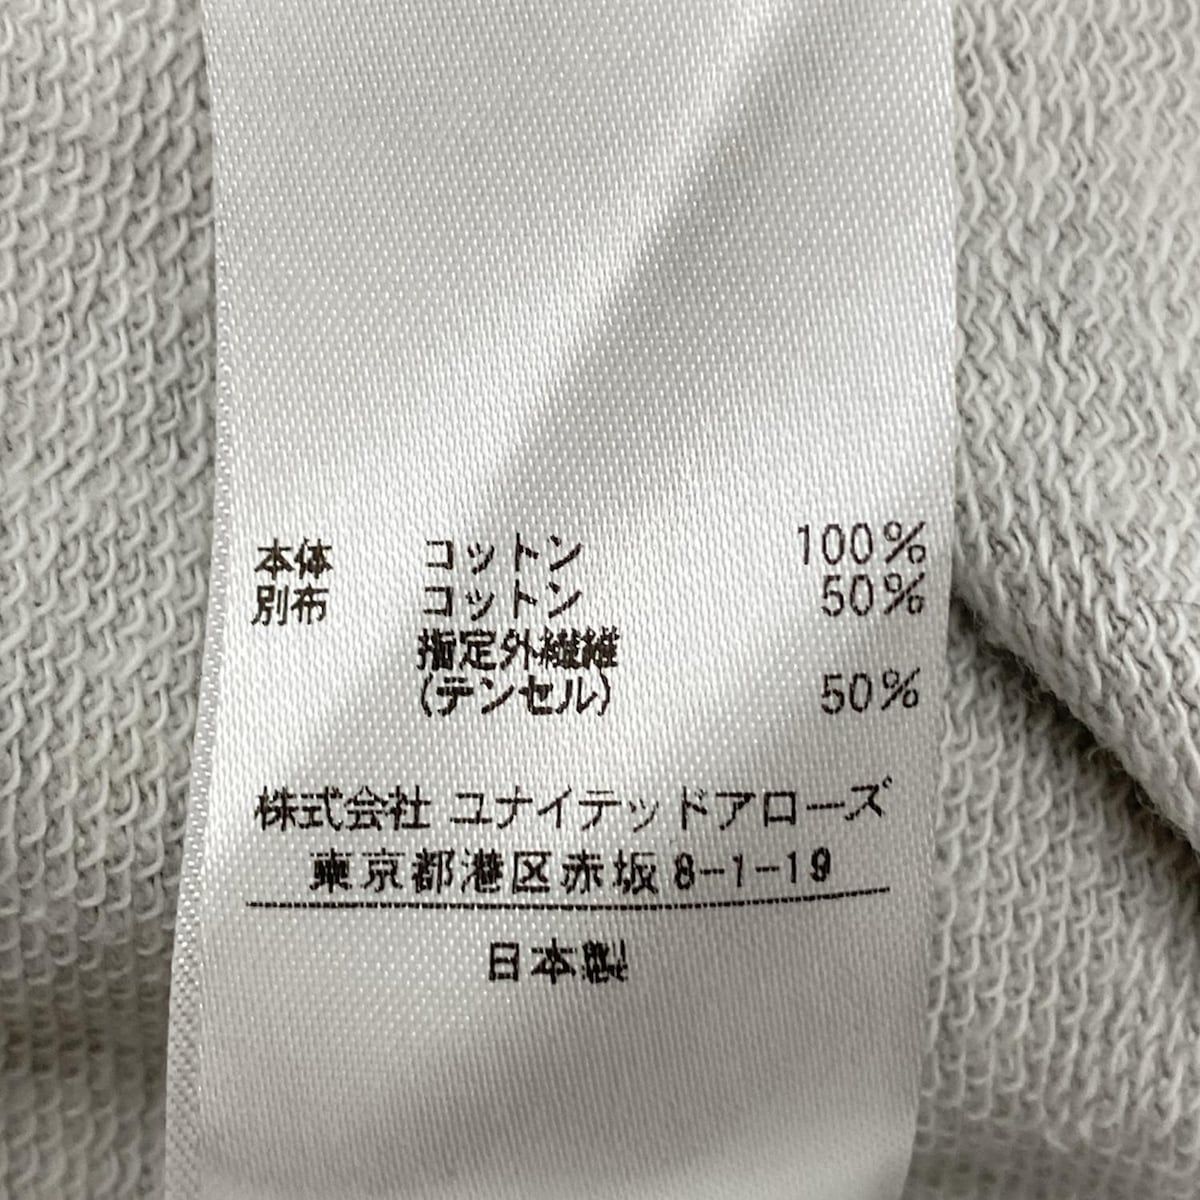 本体 コットン 100%
別布 コットン 50%
指定外繊維
(テンセル) 50%
株式会社 ユナイテッドアローズ
東京都港区赤坂 8-1-19
日本製